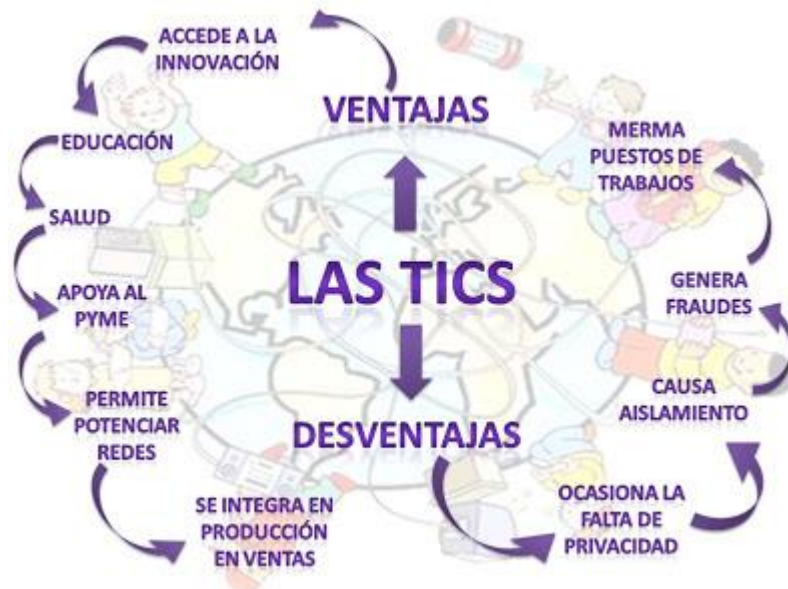 LAS TICS
VENTAJAS
ACCEDE A LA
INNOVACIÓN
EDUCACIÓN
SALUD
APOYA AL
PYME
PERMITE
POTENCIAR
REDES
SE INTEGRA EN
PRODUCCIÓN
EN VENTAS
DESVENTAJAS
OCASIONA LA
FALTA DE
PRIVACIDAD
CAUSA
AISLAMIENTO
GENERA
FRAUDES
MERMA
PUESTOS DE
TRABAJOS